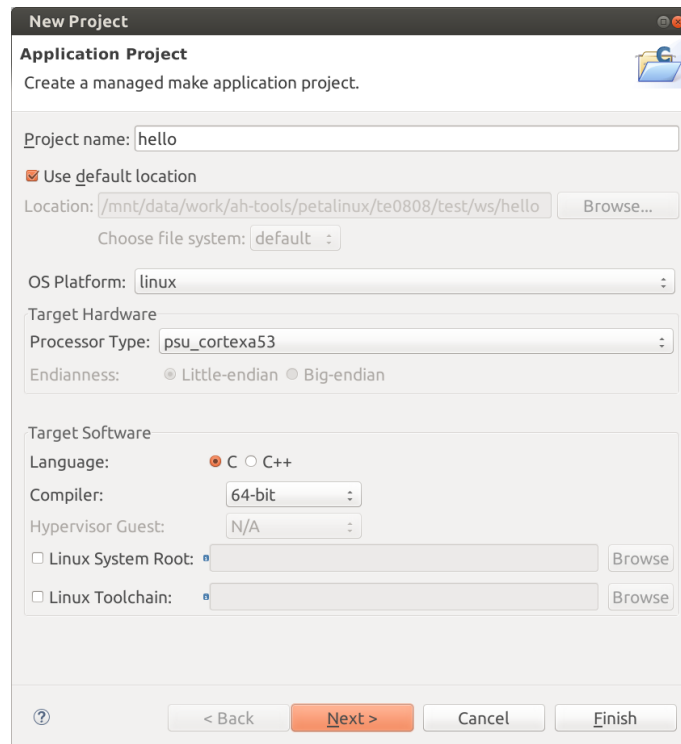 New Project
Application Project
Create a managed make application project.
Project name: hello
Use default location
Location: /mnt/data/work/ah-tools/petalinux/te0808/test/ws/hello Browse...
Choose file system: default
OS Platform: linux
Target Hardware
Processor Type: psu_cortexa53
Endianness: Little-endian Big-endian
Target Software
Language: C C++
Compiler: 64-bit
Hypervisor Guest: N/A
Linux System Root: Browse
Linux Toolchain: Browse
? < Back Next > Cancel Finish